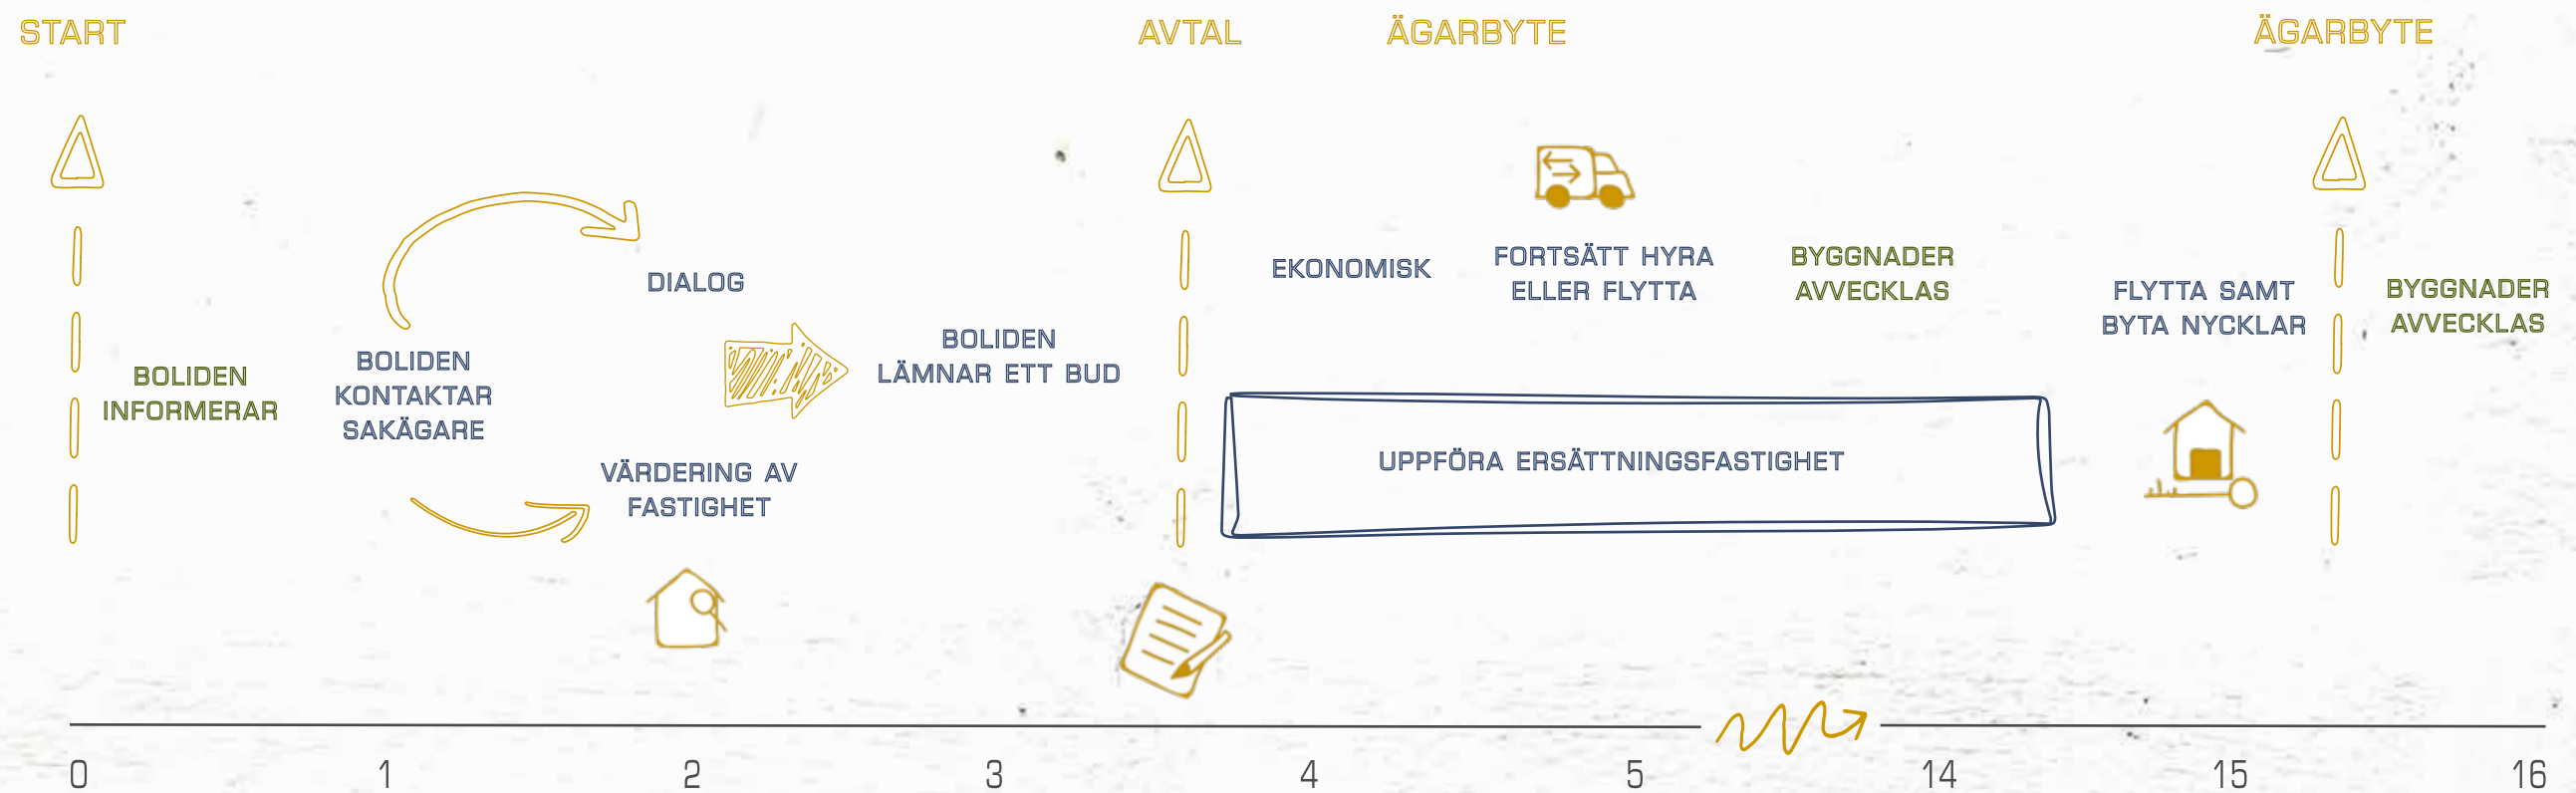 START
AVTAL
ÄGARBYTE
ÄGARBYTE
BOLIDEN
INFORMERAR
BOLIDEN
KONTAKTAR
SAKÄGARE
DIALOG
VÄRDERING AV
FASTIGHET
BOLIDEN
LÄMNAR ETT BUD
EKONOMISK
FORTSÄTT HYRA
ELLER FLYTTA
BYGGNADER
AVVECKLAS
UPPFÖRA ERSÄTTNINGSFASTIGHET
FLYTTA SAMT
BYTA NYCKLAR
BYGGNADER
AVVECKLAS
0 1 2 3 4 5 14 15 16